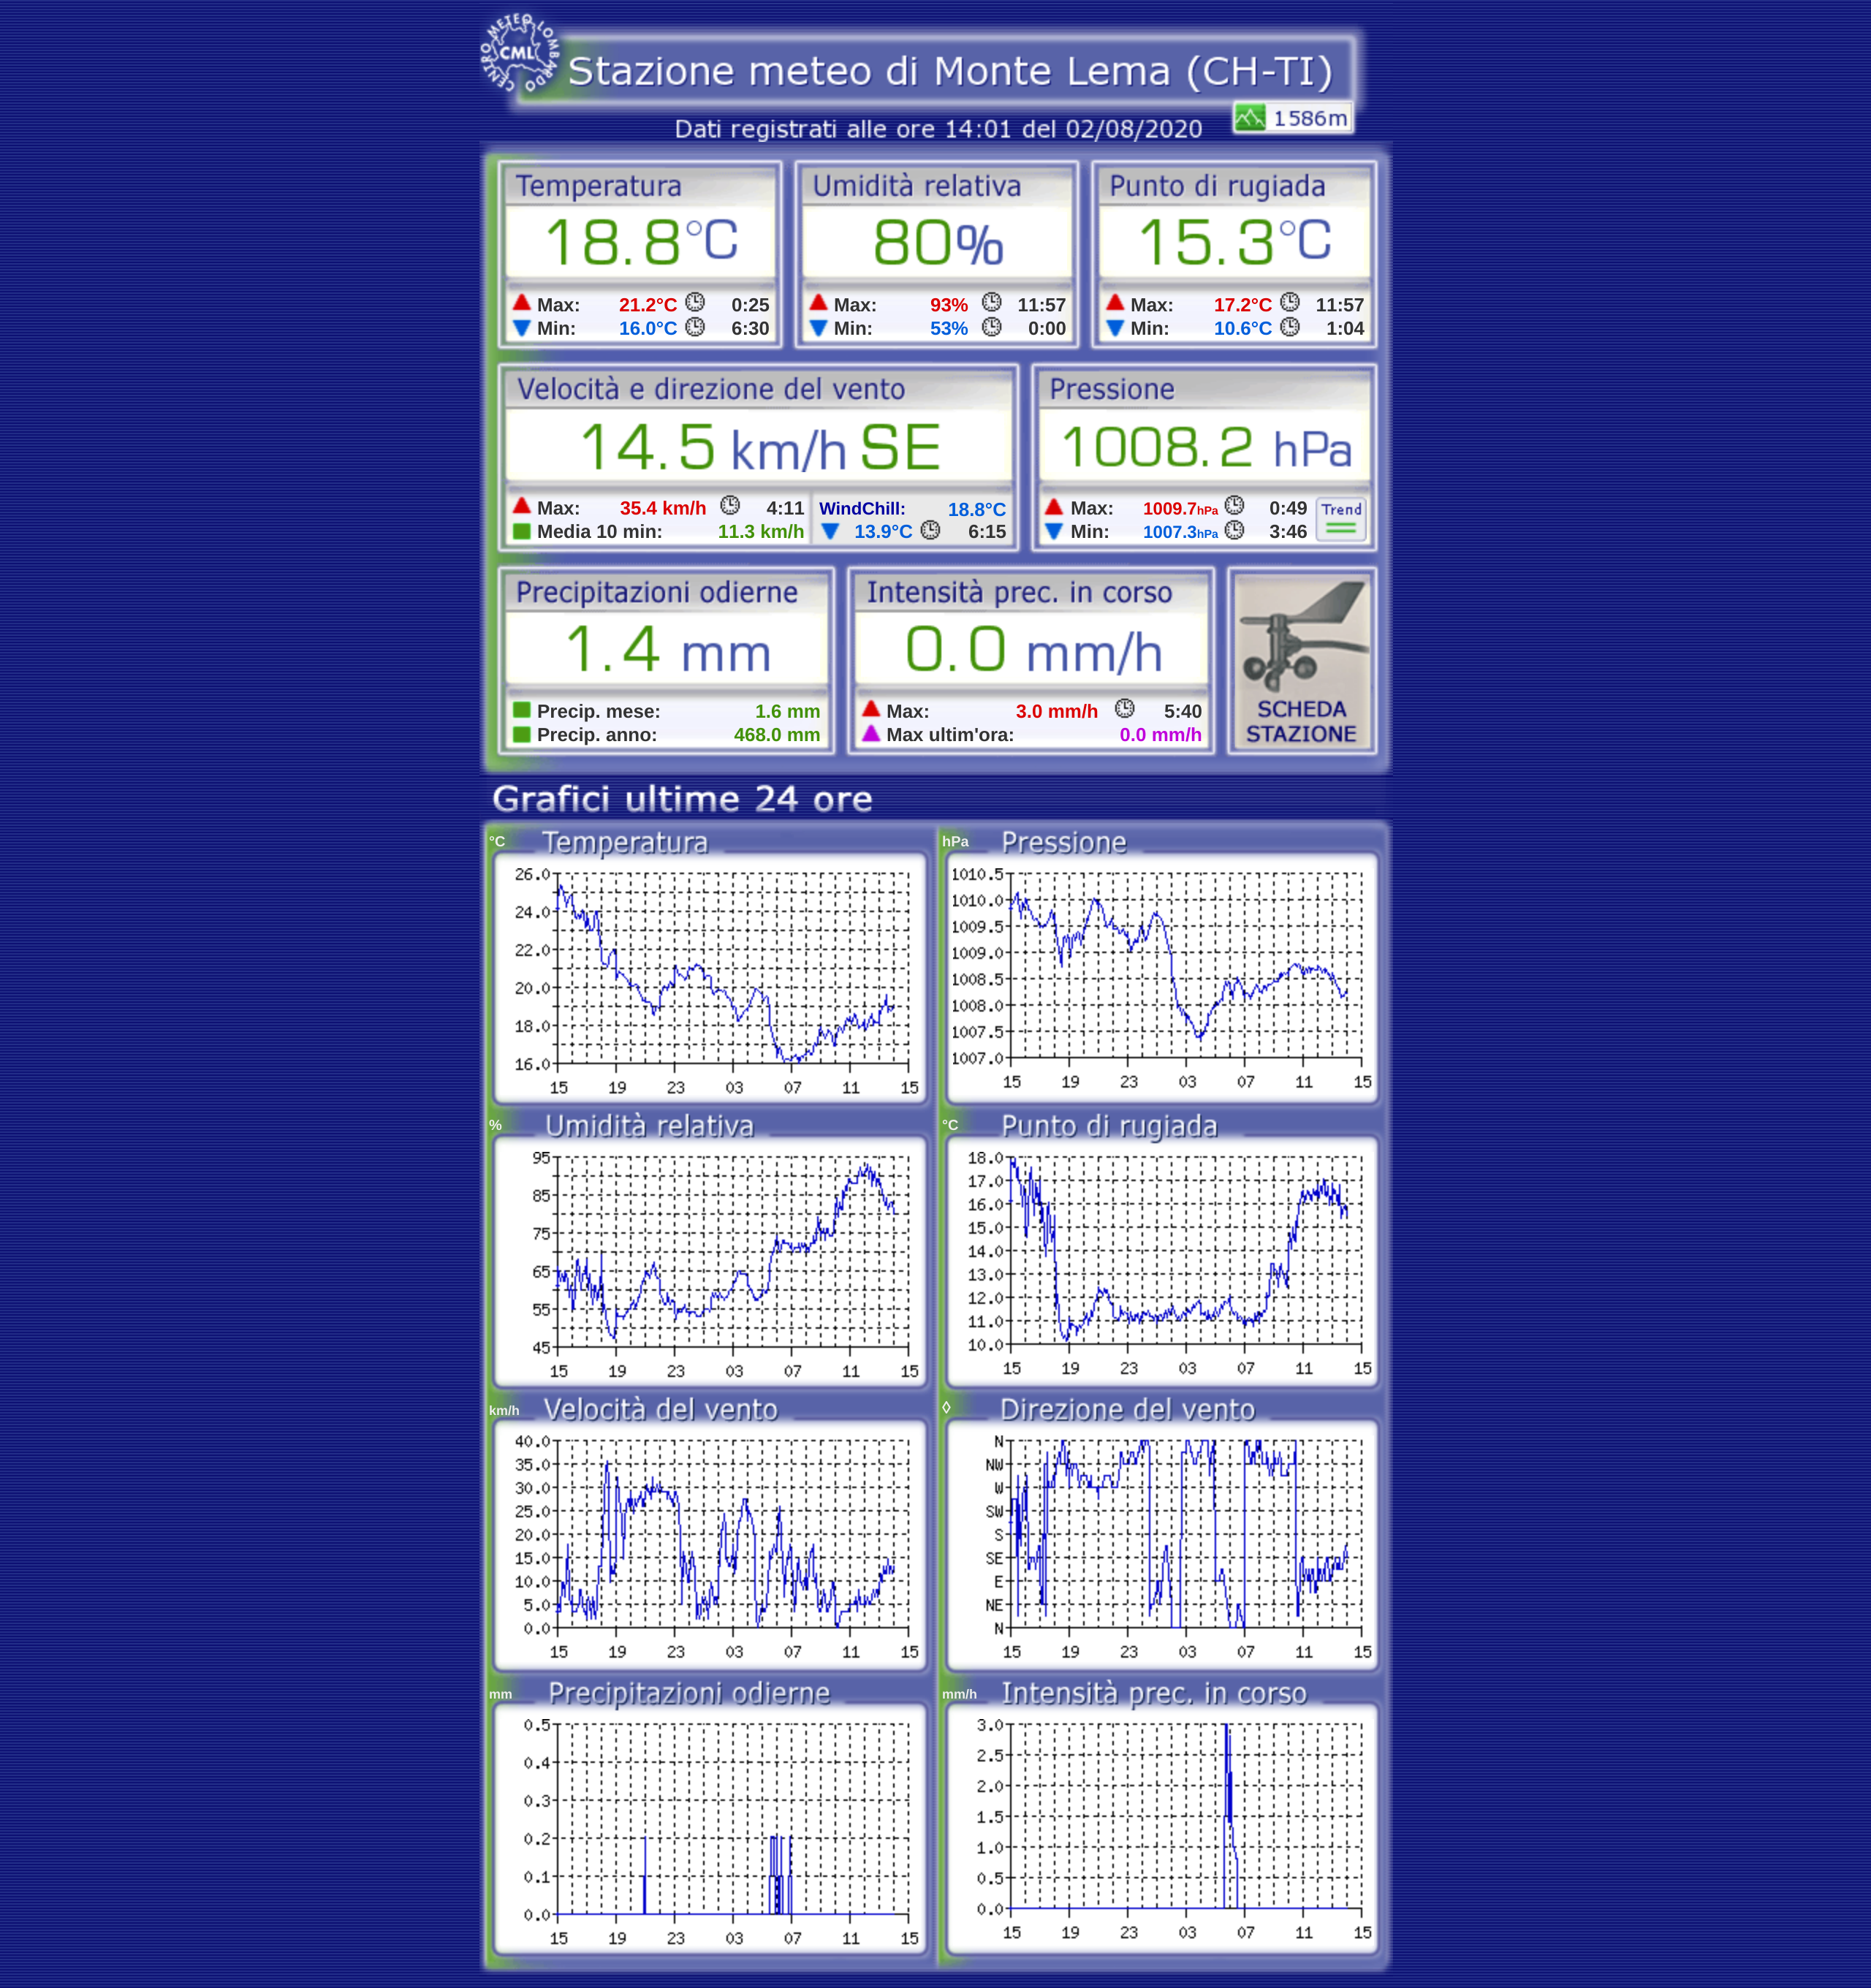 CENTRO METEO LOMBARDO
CML
Stazione meteo di Monte Lema (CH-TI)
1586m
Dati registrati alle ore 14:01 del 02/08/2020
Temperatura
18.8°C
Max: 21.2°C 0:25
Min: 16.0°C 6:30
Umidità relativa
80%
Max: 93% 11:57
Min: 53% 0:00
Punto di rugiada
15.3°C
Max: 17.2°C 11:57
Min: 10.6°C 1:04
Velocità e direzione del vento
14.5 km/h SE
Max: 35.4 km/h 4:11
Media 10 min: 11.3 km/h
WindChill: 18.8°C
13.9°C 6:15
Pressione
1008.2 hPa
Max: 1009.7hPa 0:49
Min: 1007.3hPa 3:46
Trend
Precipitazioni odierne
1.4 mm
Precip. mese: 1.6 mm
Precip. anno: 468.0 mm
Intensità prec. in corso
0.0 mm/h
Max: 3.0 mm/h 5:40
Max ultim'ora: 0.0 mm/h
SCHEDA
STAZIONE
Grafici ultime 24 ore
°C Temperatura
26.0
24.0
22.0
20.0
18.0
16.0
15 19 23 03 07 11 15
hPa Pressione
1010.5
1010.0
1009.5
1009.0
1008.5
1008.0
1007.5
1007.0
15 19 23 03 07 11 15
% Umidità relativa
95
85
75
65
55
45
15 19 23 03 07 11 15
°C Punto di rugiada
18.0
17.0
16.0
15.0
14.0
13.0
12.0
11.0
10.0
15 19 23 03 07 11 15
km/h Velocità del vento
40.0
35.0
30.0
25.0
20.0
15.0
10.0
5.0
0.0
15 19 23 03 07 11 15
◊ Direzione del vento
N
NW
W
SW
S
SE
E
NE
N
15 19 23 03 07 11 15
mm Precipitazioni odierne
0.5
0.4
0.3
0.2
0.1
0.0
15 19 23 03 07 11 15
mm/h Intensità prec. in corso
3.0
2.5
2.0
1.5
1.0
0.5
0.0
15 19 23 03 07 11 15